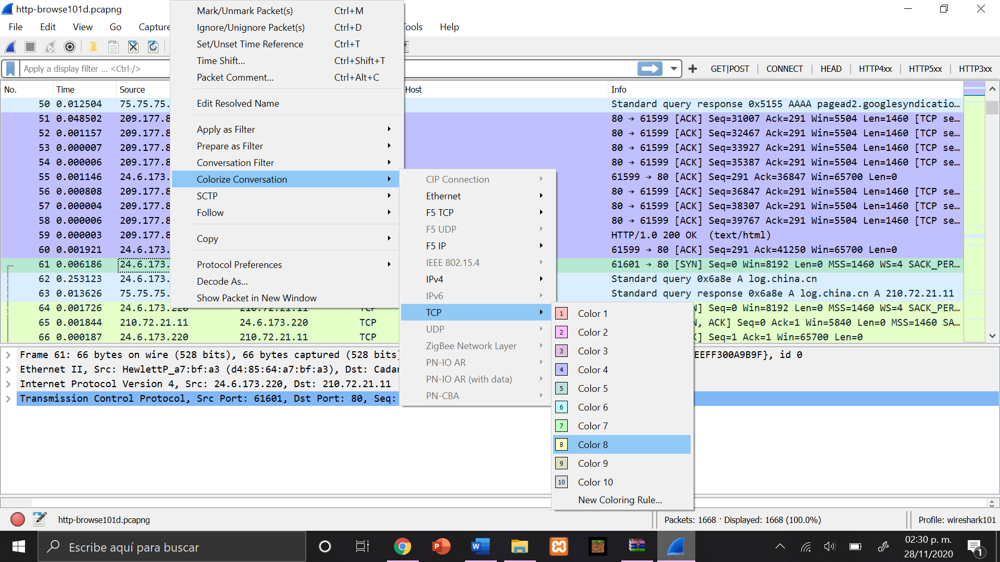 http-browse101d.pcapng
File Edit View Go Capture Tools Help
Mark/Unmark Packet(s) Ctrl+M
Ignore/Unignore Packet(s) Ctrl+D
Set/Unset Time Reference Ctrl+T
Time Shift... Ctrl+Shift+T
Packet Comment... Ctrl+Alt+C
Edit Resolved Name
Apply as Filter
Prepare as Filter
Conversation Filter
Colorize Conversation
SCTP
Follow
Copy
Protocol Preferences
Decode As...
Show Packet in New Window
Apply a display filter ... <Ctrl-/>
GET|POST CONNECT HEAD HTTP4xx HTTP5xx HTTP3xx
No. Time Source Host Info
50 0.012504 75.75.75. Standard query response 0x5155 AAAA pagead2.googlesyndicatio...
51 0.048502 209.177.8 80 → 61599 [ACK] Seq=31007 Ack=291 Win=5504 Len=1460 [TCP se...
52 0.001157 209.177.8 80 → 61599 [ACK] Seq=32467 Ack=291 Win=5504 Len=1460 [TCP se...
53 0.000007 209.177.8 80 → 61599 [ACK] Seq=33927 Ack=291 Win=5504 Len=1460 [TCP se...
54 0.000006 209.177.8 80 → 61599 [ACK] Seq=35387 Ack=291 Win=5504 Len=1460 [TCP se...
55 0.001146 24.6.173. 61599 → 80 [ACK] Seq=291 Ack=36847 Win=65700 Len=0
56 0.000808 209.177.8 80 → 61599 [ACK] Seq=36847 Ack=291 Win=5504 Len=1460 [TCP se...
57 0.000004 209.177.8 80 → 61599 [ACK] Seq=38307 Ack=291 Win=5504 Len=1460 [TCP se...
58 0.000006 209.177.8 80 → 61599 [ACK] Seq=39767 Ack=291 Win=5504 Len=1460 [TCP se...
59 0.000003 209.177.8 HTTP/1.0 200 OK (text/html)
60 0.001921 24.6.173. 61599 → 80 [ACK] Seq=291 Ack=41250 Win=65700 Len=0
61 0.006186 24.6.173. 61601 → 80 [SYN] Seq=0 Win=8192 Len=0 MSS=1460 WS=4 SACK_PER...
62 0.253123 24.6.173. Standard query 0x6a8e A log.china.cn
63 0.013626 75.75.75. Standard query response 0x6a8e A log.china.cn A 210.72.21.11
64 0.001726 24.6.173.220 210.72.21.11 TCP N] Seq=0 Win=8192 Len=0 MSS=1460 WS=4 SACK_PER...
65 0.001844 210.72.21.11 24.6.173.220 TCP N, ACK] Seq=0 Ack=1 Win=5840 Len=0 MSS=1460 SA...
66 0.000187 24.6.173.220 210.72.21.11 TCP K] Seq=1 Ack=1 Win=65700 Len=0
CIP Connection
Ethernet
F5 TCP
F5 UDP
F5 IP
IEEE 802.15.4
IPv4
IPv6
TCP
UDP
ZigBee Network Layer
PN-IO AR
PN-IO AR (with data)
PN-CBA
1 Color 1
2 Color 2
3 Color 3
4 Color 4
5 Color 5
6 Color 6
7 Color 7
8 Color 8
9 Color 9
10 Color 10
New Coloring Rule...
Frame 61: 66 bytes on wire (528 bits), 66 bytes captured (528 bits) EEFF300A9B9F}, id 0
Ethernet II, Src: HewlettP_a7:bf:a3 (d4:85:64:a7:bf:a3), Dst: Cadan
Internet Protocol Version 4, Src: 24.6.173.220, Dst: 210.72.21.11
Transmission Control Protocol, Src Port: 61601, Dst Port: 80, Seq:
http-browse101d.pcapng
Packets: 1668 · Displayed: 1668 (100.0%)
Profile: wireshark101
Escribe aquí para buscar
02:30 p. m.
28/11/2020
1